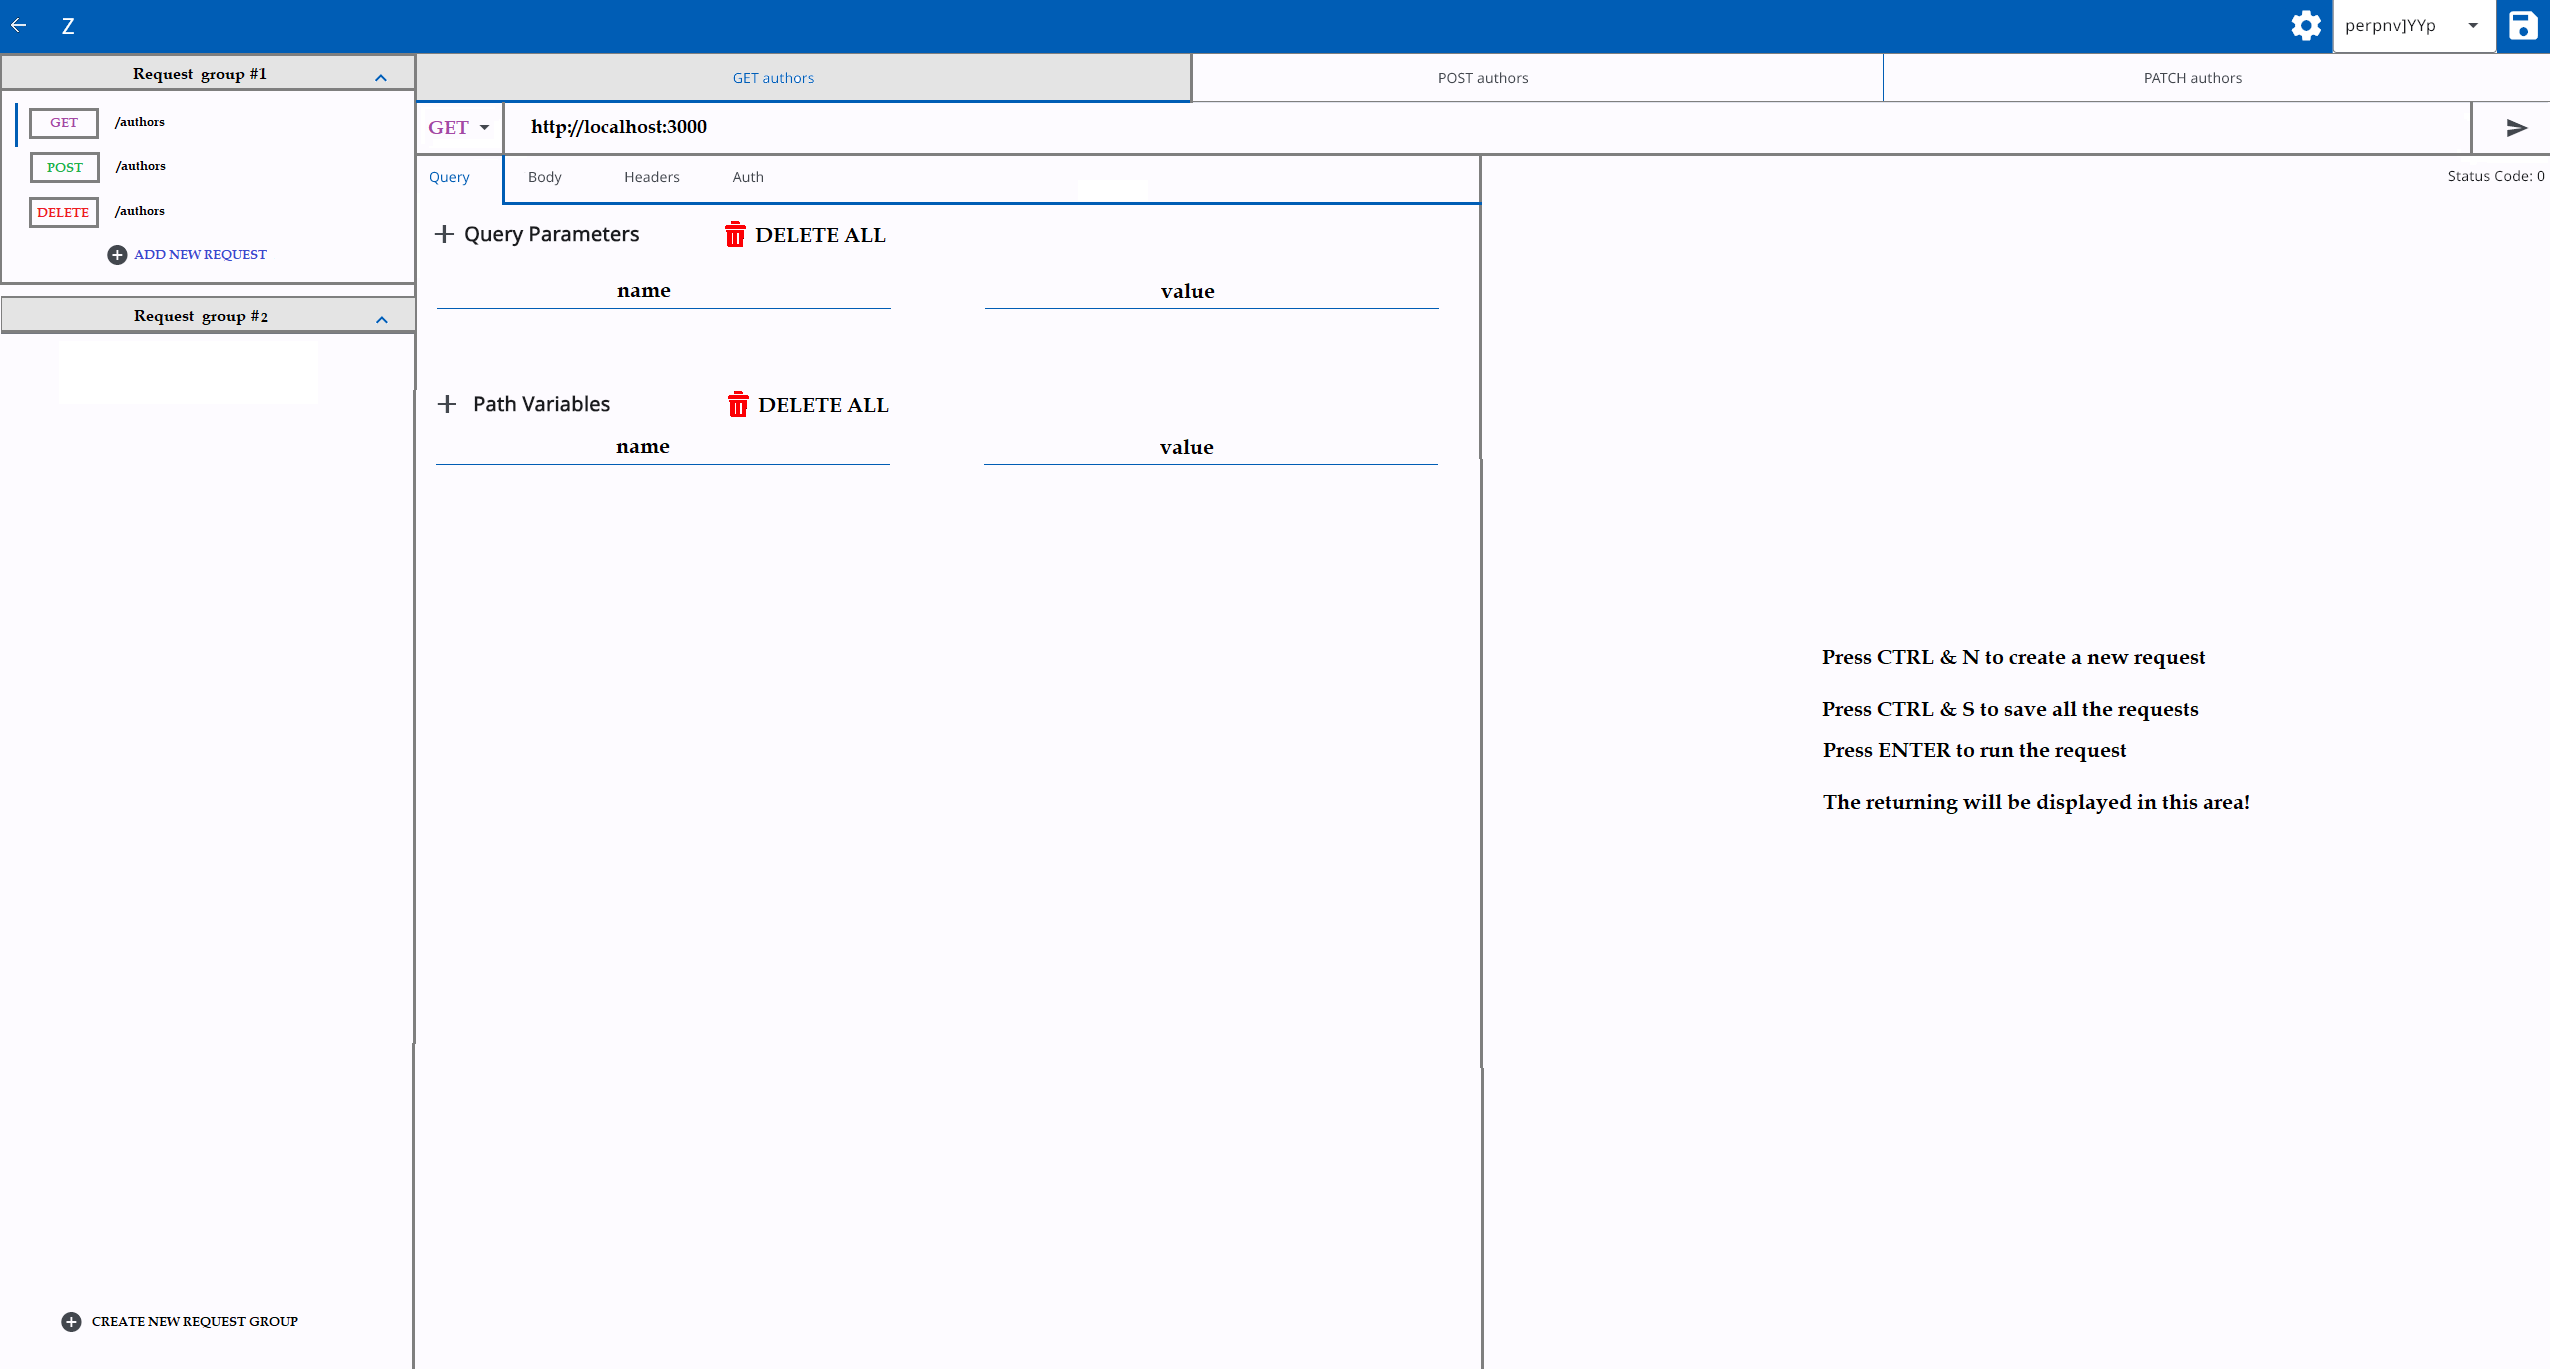 Z
perpnv]YYp
Request group #1
GET /authors
POST /authors
DELETE /authors
ADD NEW REQUEST
Request group #2
CREATE NEW REQUEST GROUP
GET authors
POST authors
PATCH authors
GET http://localhost:3000
Query Body Headers Auth
Query Parameters DELETE ALL
name value
Path Variables DELETE ALL
name value
Status Code: 0
Press CTRL & N to create a new request
Press CTRL & S to save all the requests
Press ENTER to run the request
The returning will be displayed in this area!